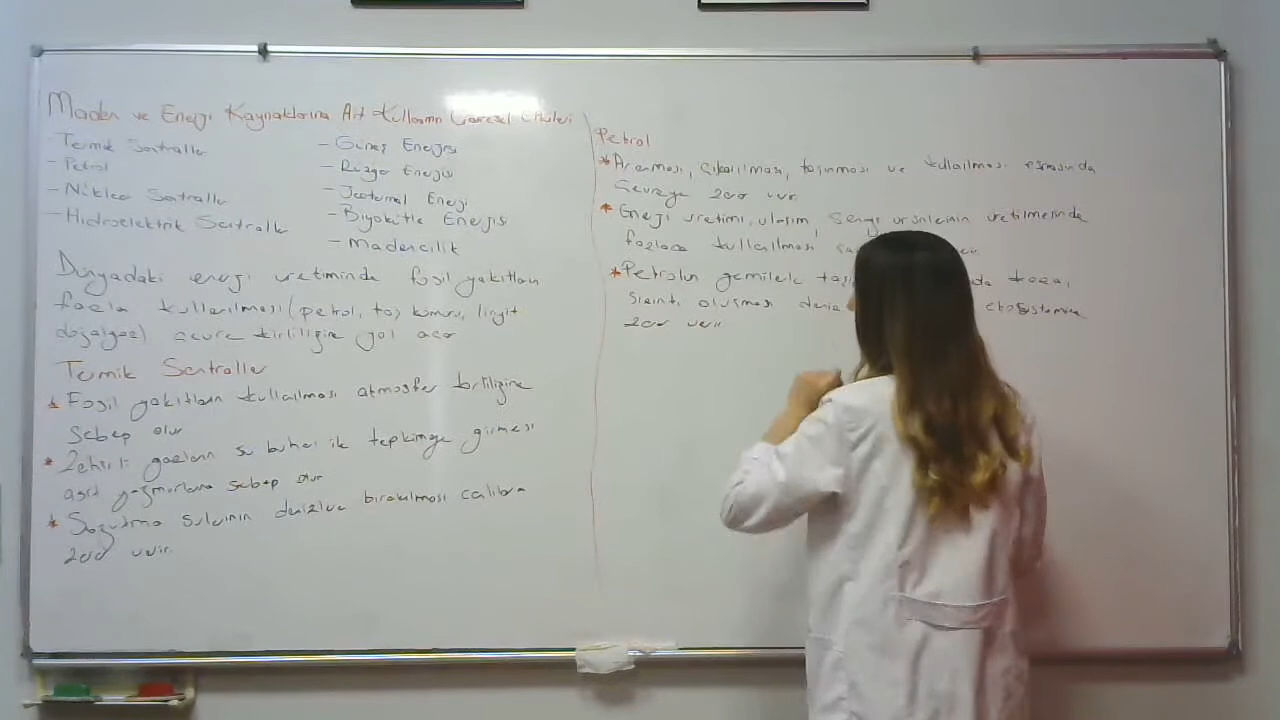 Maden ve Enerji Kaynaklarına Ait Kullanımın Çevresel Etkileri
- Termik Santraller
- Petrol
- Nükleer Santraller
- Hidroelektrik Santraller
- Güneş Enerjisi
- Rüzgar Enerjisi
- Jeotermal Enerji
- Biyokütle Enerjisi
- Madencilik
Dünyadaki enerji üretiminde fosil yakıtların
fazla kullanılması (petrol, taş kömürü, linyit
doğalgaz) çevre kirliliğine yol açar
Termik Santraller
* Fosil yakıtların kullanılması atmosfer kirliliğine
sebep olur
* Zehirli gazların su buharı ile tepkimeye girmesi
asit yağmurlarına sebep olur
* Soğutma sularının denizlere bırakılması canlılara
zarar verir.
Petrol
* Aranması, çıkarılması, taşınması ve kullanılması esnasında
çevreye zarar verir
* Enerji üretimi, ulaşım, sanayi ürünlerinin üretilmesinde
fazlaca kullanılması
* Petrolün gemilerle kaza,
sızıntı oluşması deniz ekosistemine
zarar verir